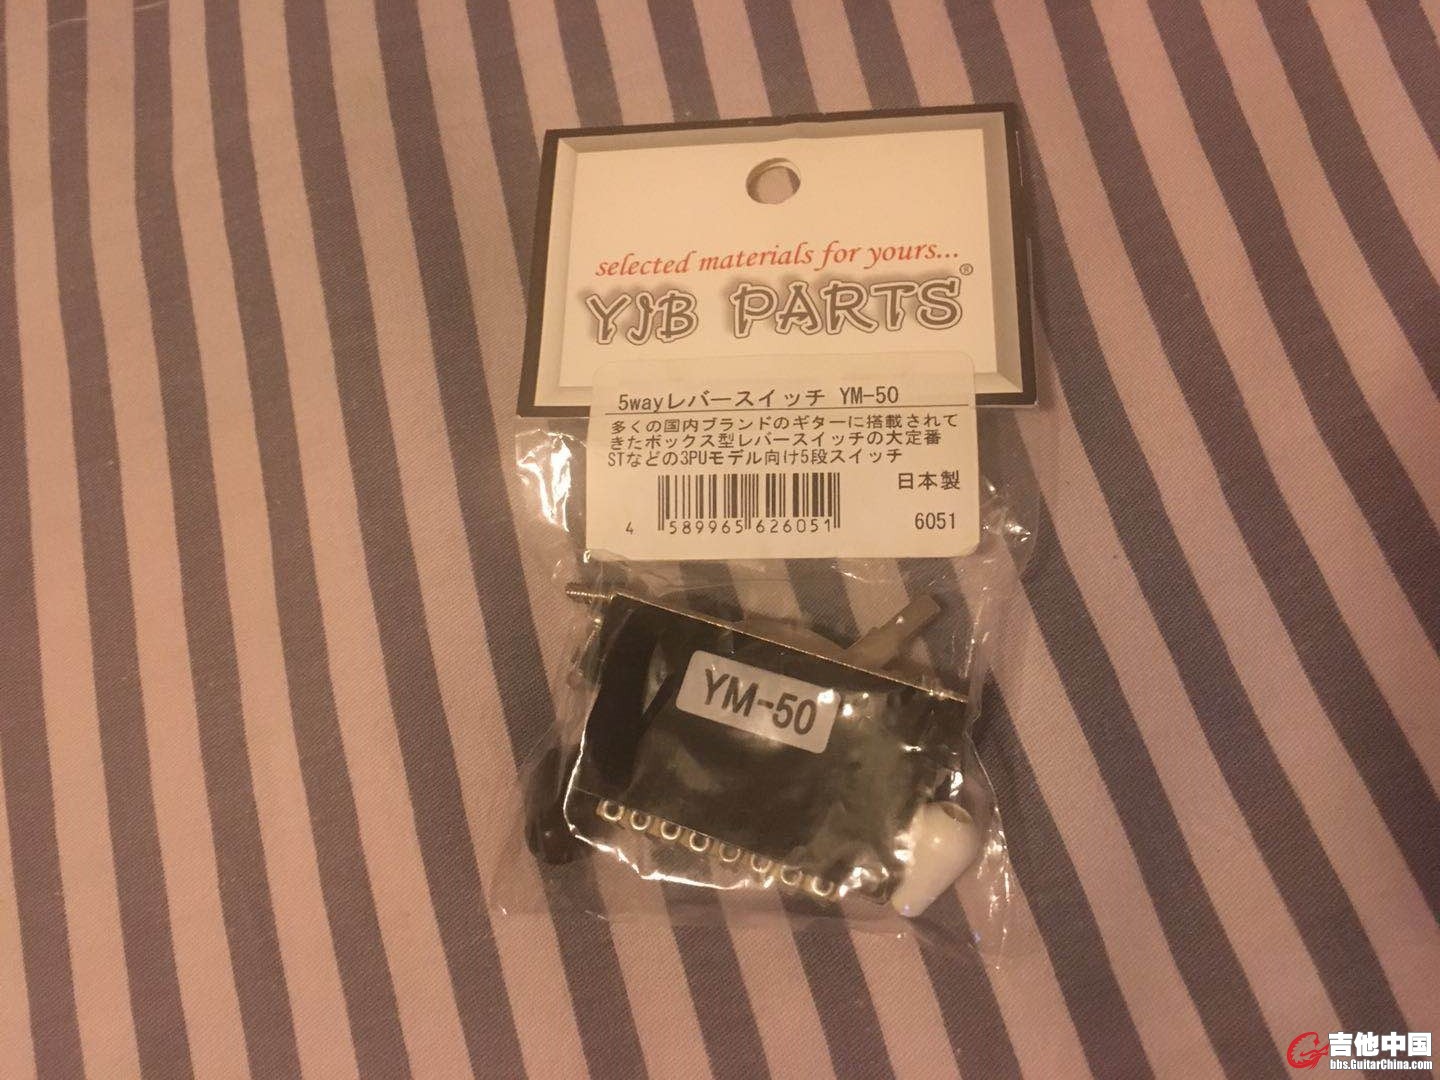 selected materials for yours...
YJB PARTS®
5wayレバースイッチ YM-50
多くの国内ブランドのギターに搭載されて
きたボックス型レバースイッチの大定番
STなどの3PUモデル向け5段スイッチ
日本製
4 589965 626051
6051
YM-50
吉他中国
bbs.GuitarChina.com